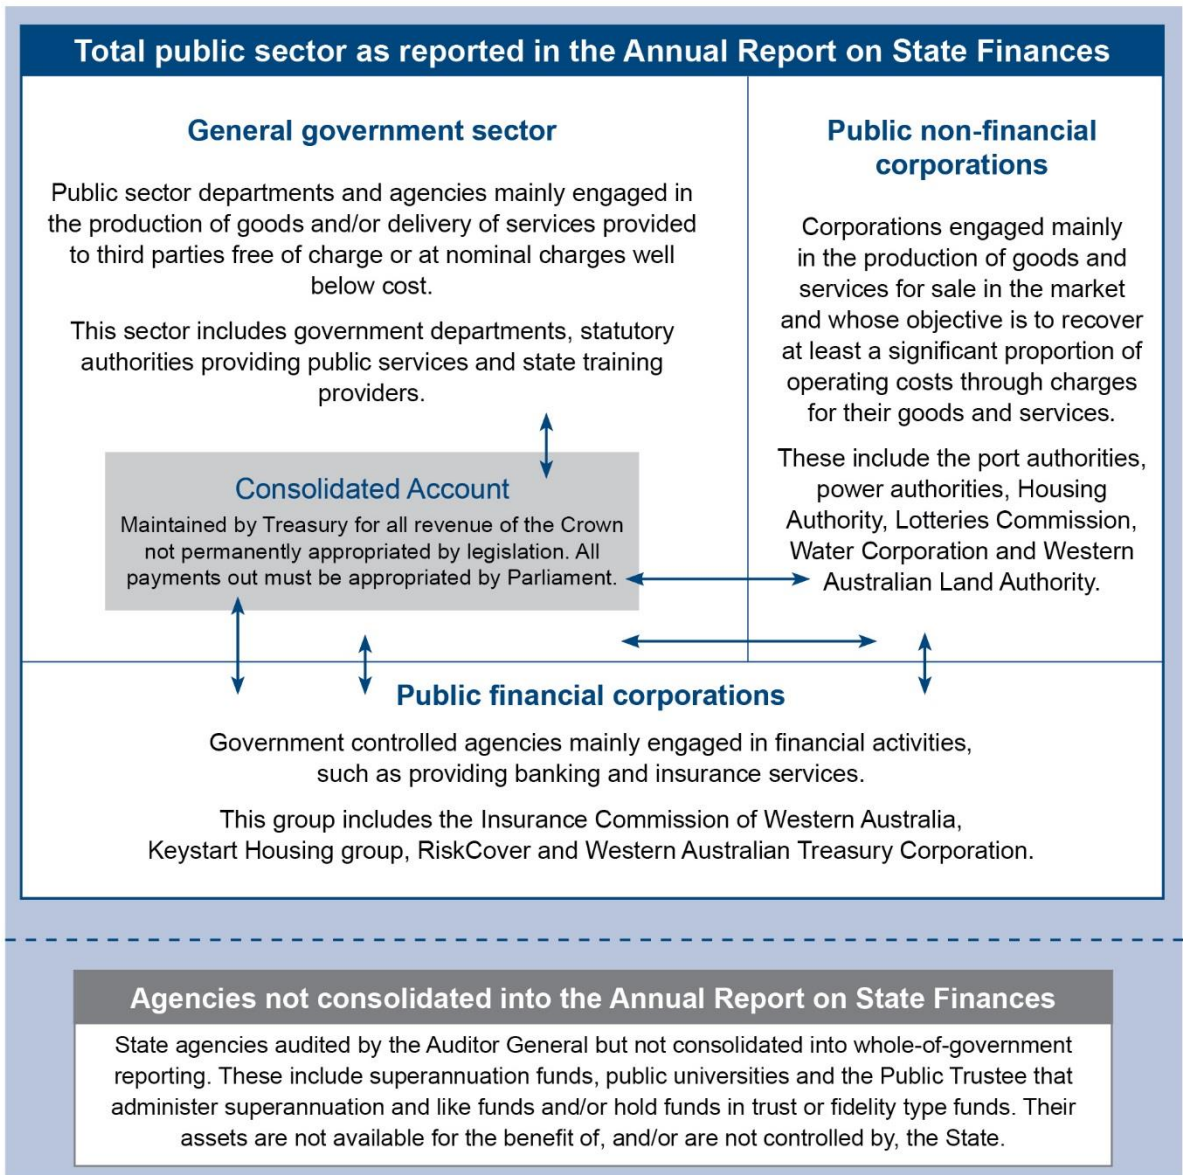 Total public sector as reported in the Annual Report on State Finances
General government sector
Public sector departments and agencies mainly engaged in
the production of goods and/or delivery of services provided
to third parties free of charge or at nominal charges well
below cost.
This sector includes government departments, statutory
authorities providing public services and state training
providers.
Consolidated Account
Maintained by Treasury for all revenue of the Crown
not permanently appropriated by legislation. All
payments out must be appropriated by Parliament.
Public non-financial
corporations
Corporations engaged mainly
in the production of goods and
services for sale in the market
and whose objective is to recover
at least a significant proportion of
operating costs through charges
for their goods and services.
These include the port authorities,
power authorities, Housing
Authority, Lotteries Commission,
Water Corporation and Western
Australian Land Authority.
Public financial corporations
Government controlled agencies mainly engaged in financial activities,
such as providing banking and insurance services.
This group includes the Insurance Commission of Western Australia,
Keystart Housing group, RiskCover and Western Australian Treasury Corporation.
Agencies not consolidated into the Annual Report on State Finances
State agencies audited by the Auditor General but not consolidated into whole-of-government
reporting. These include superannuation funds, public universities and the Public Trustee that
administer superannuation and like funds and/or hold funds in trust or fidelity type funds. Their
assets are not available for the benefit of, and/or are not controlled by, the State.